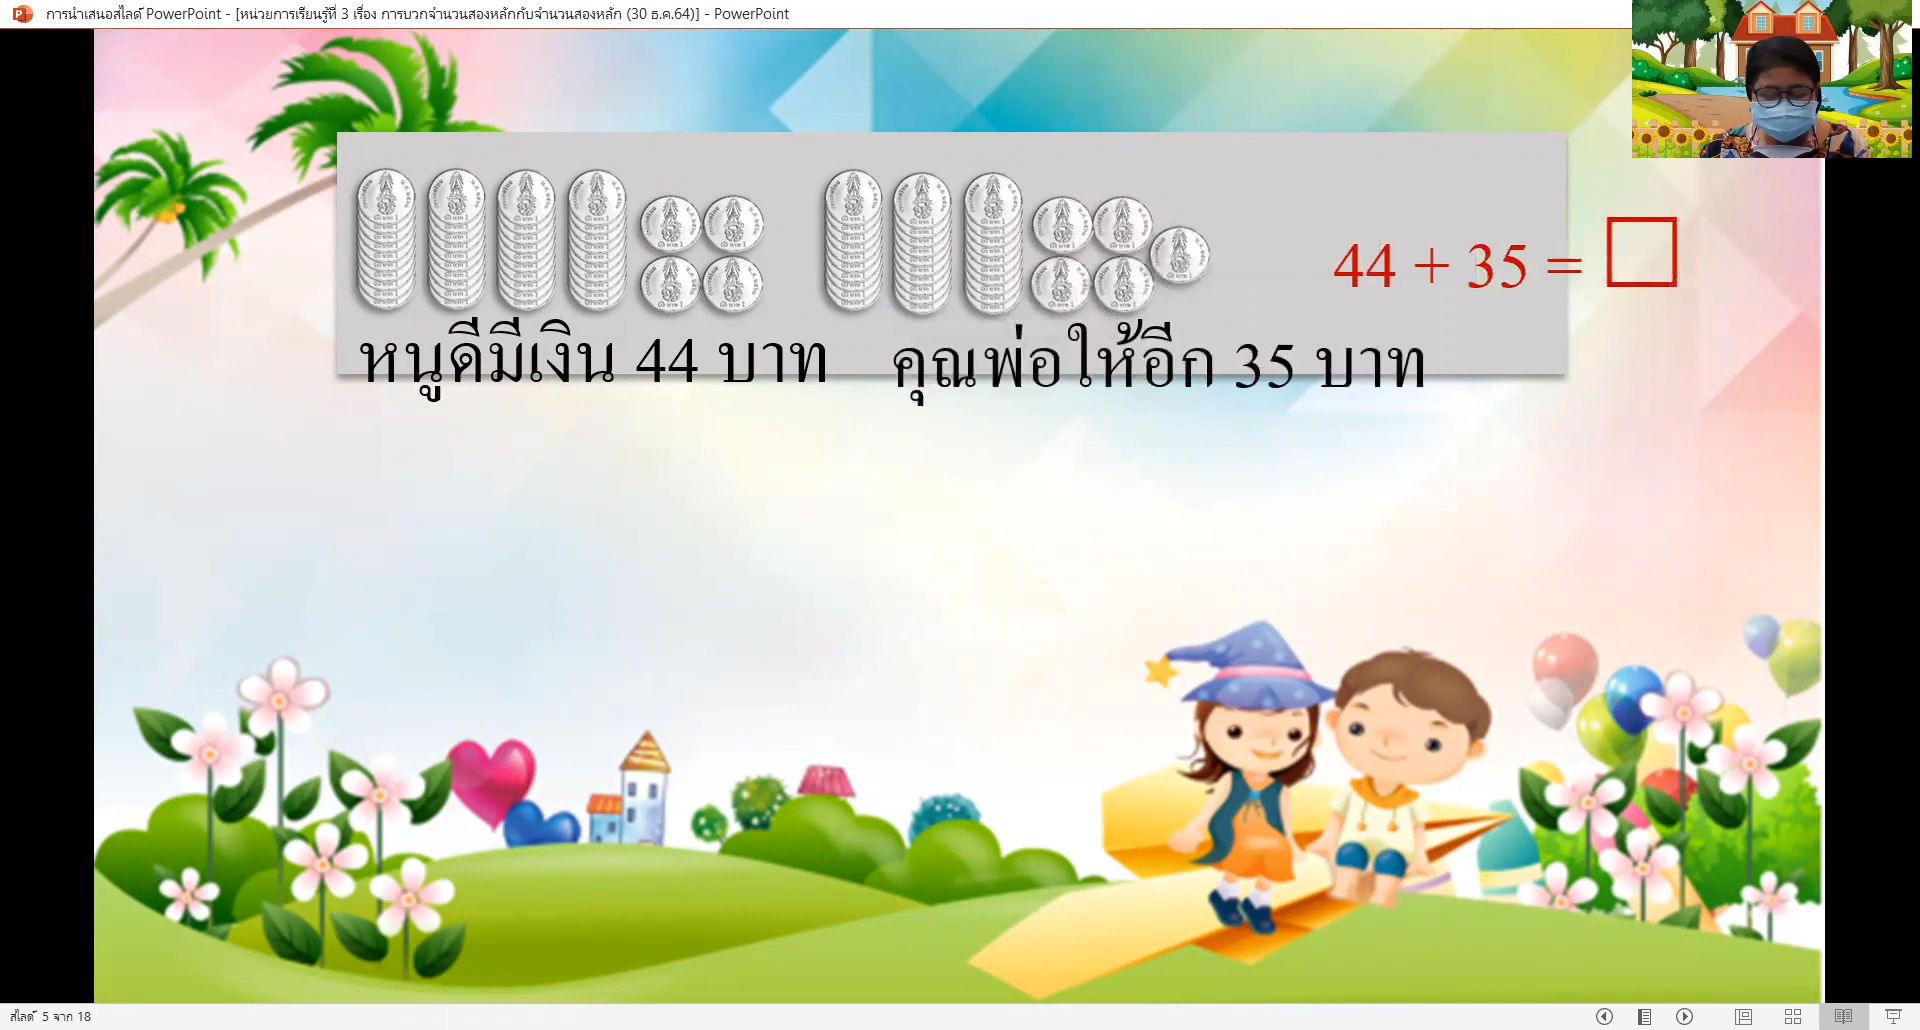 การนำเสนอสไลด์ PowerPoint - [หน่วยการเรียนรู้ที่ 3 เรื่อง การบวกจำนวนสองหลักกับจำนวนสองหลัก (30 ธ.ค.64)] - PowerPoint
44 + 35 =
หนูดีมีเงิน 44 บาท คุณพ่อให้อีก 35 บาท
สไลด์ 5 จาก 18